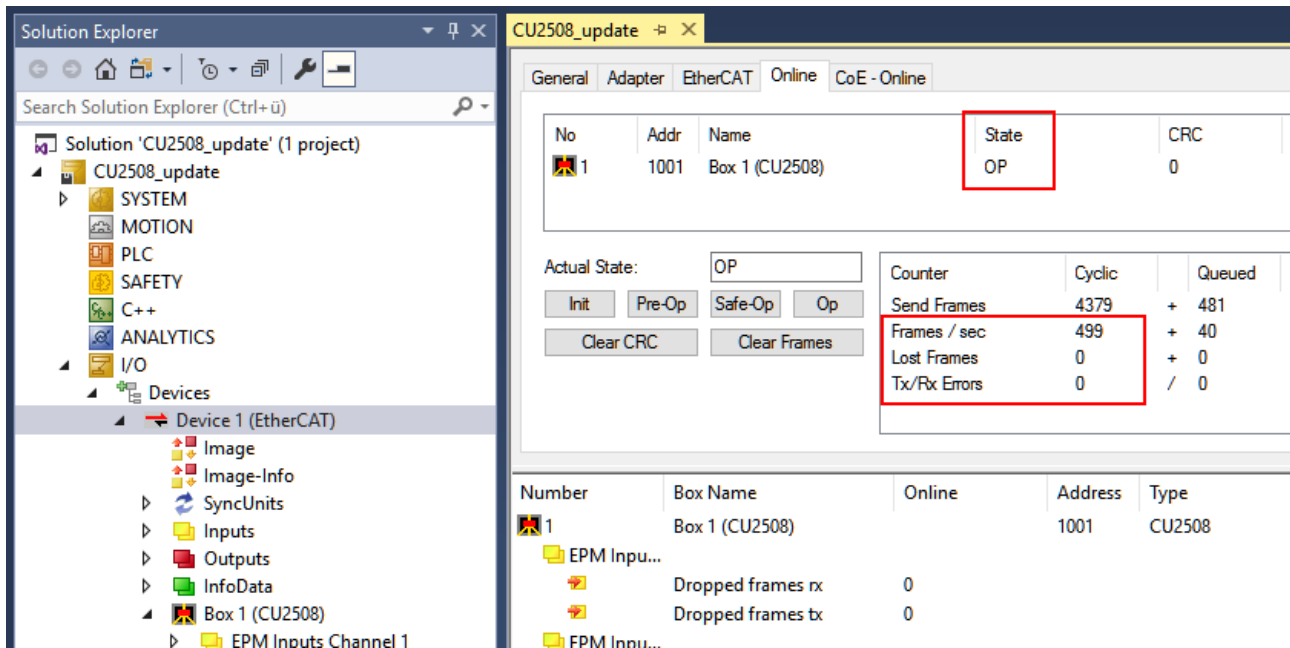 Solution Explorer
Search Solution Explorer (Ctrl+ü)
Solution 'CU2508_update' (1 project)
CU2508_update
SYSTEM
MOTION
PLC
SAFETY
C++
ANALYTICS
I/O
Devices
Device 1 (EtherCAT)
Image
Image-Info
SyncUnits
Inputs
Outputs
InfoData
Box 1 (CU2508)
EPM Inputs Channel 1
CU2508_update
General Adapter EtherCAT Online CoE - Online
No Addr Name State CRC
1 1001 Box 1 (CU2508) OP 0
Actual State: OP
Init Pre-Op Safe-Op Op
Clear CRC Clear Frames
Counter Cyclic Queued
Send Frames 4379 + 481
Frames / sec 499 + 40
Lost Frames 0 + 0
Tx/Rx Errors 0 / 0
Number Box Name Online Address Type
1 Box 1 (CU2508) 1001 CU2508
EPM Inpu...
Dropped frames rx 0
Dropped frames tx 0
EPM Inpu...